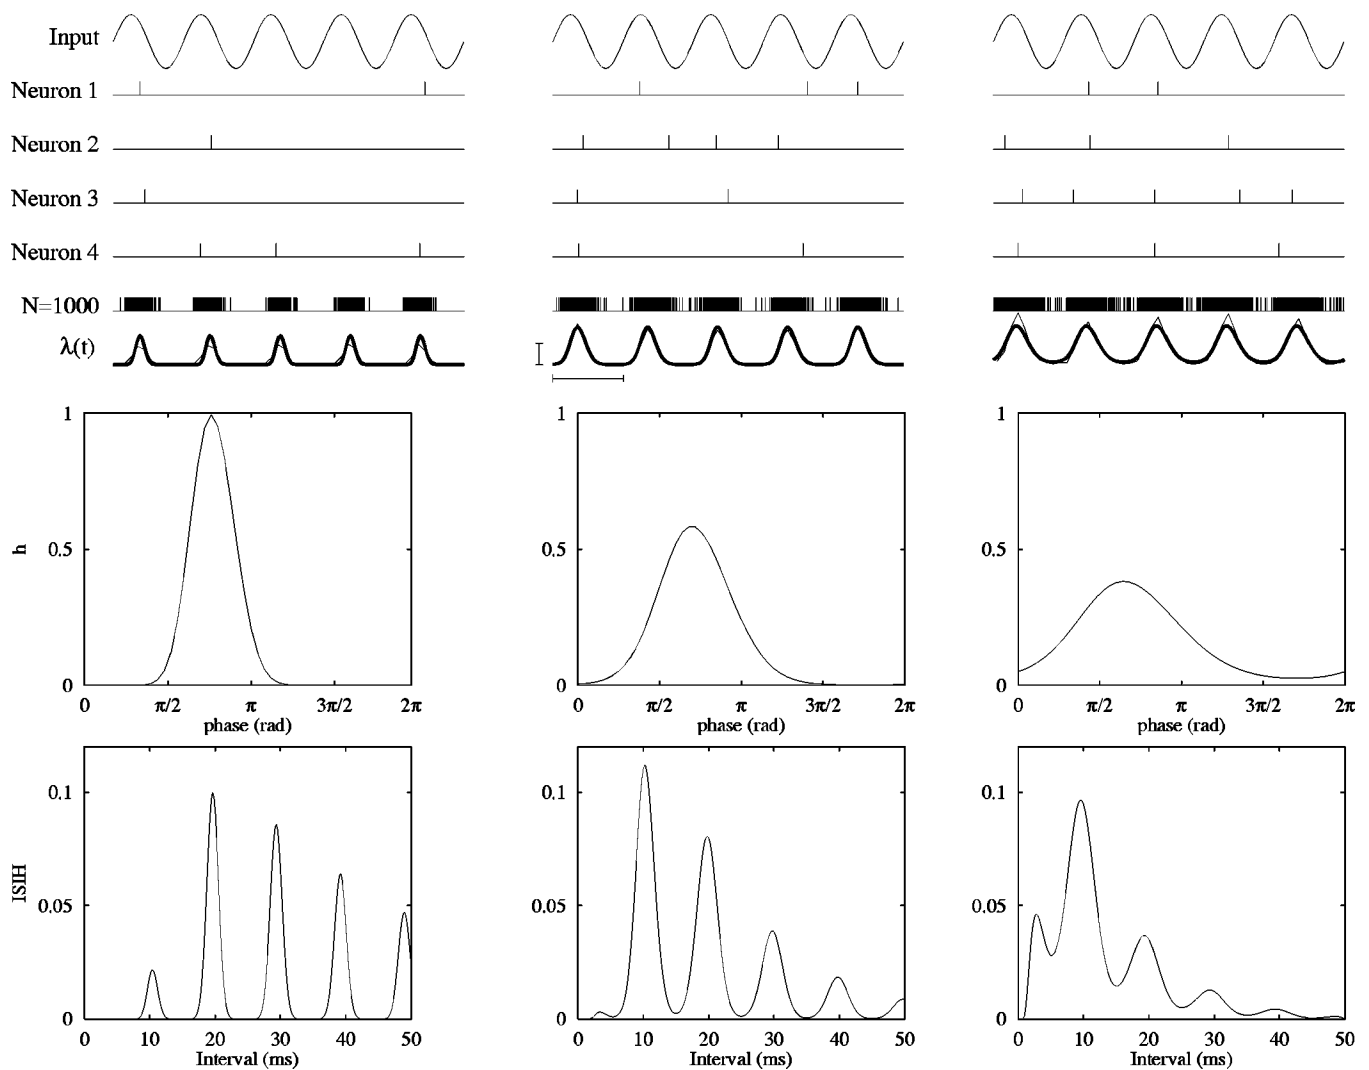 Input
Neuron 1
Neuron 2
Neuron 3
Neuron 4
N=1000
λ(t)
h
1
0.5
0
0 π/2 π 3π/2 2π
phase (rad)
1
0.5
0
0 π/2 π 3π/2 2π
phase (rad)
1
0.5
0
0 π/2 π 3π/2 2π
phase (rad)
ISIH
0.1
0.05
0
0 10 20 30 40 50
Interval (ms)
0.1
0.05
0
0 10 20 30 40 50
Interval (ms)
0.1
0.05
0
0 10 20 30 40 50
Interval (ms)